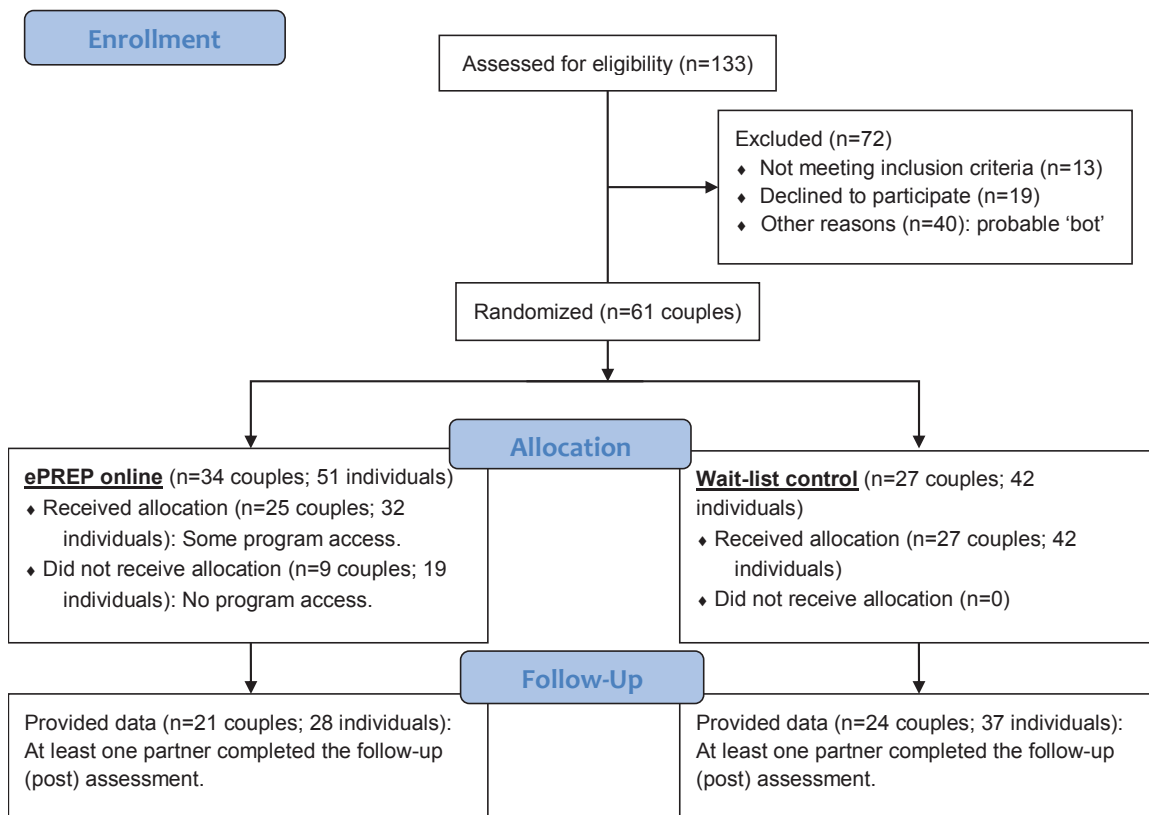 Enrollment
Assessed for eligibility (n=133)
Excluded (n=72)
♦ Not meeting inclusion criteria (n=13)
♦ Declined to participate (n=19)
♦ Other reasons (n=40): probable ‘bot’
Randomized (n=61 couples)
Allocation
ePREP online (n=34 couples; 51 individuals)
♦ Received allocation (n=25 couples; 32
individuals): Some program access.
♦ Did not receive allocation (n=9 couples; 19
individuals): No program access.
Wait-list control (n=27 couples; 42
individuals)
♦ Received allocation (n=27 couples; 42
individuals)
♦ Did not receive allocation (n=0)
Follow-Up
Provided data (n=21 couples; 28 individuals):
At least one partner completed the follow-up
(post) assessment.
Provided data (n=24 couples; 37 individuals):
At least one partner completed the follow-up
(post) assessment.